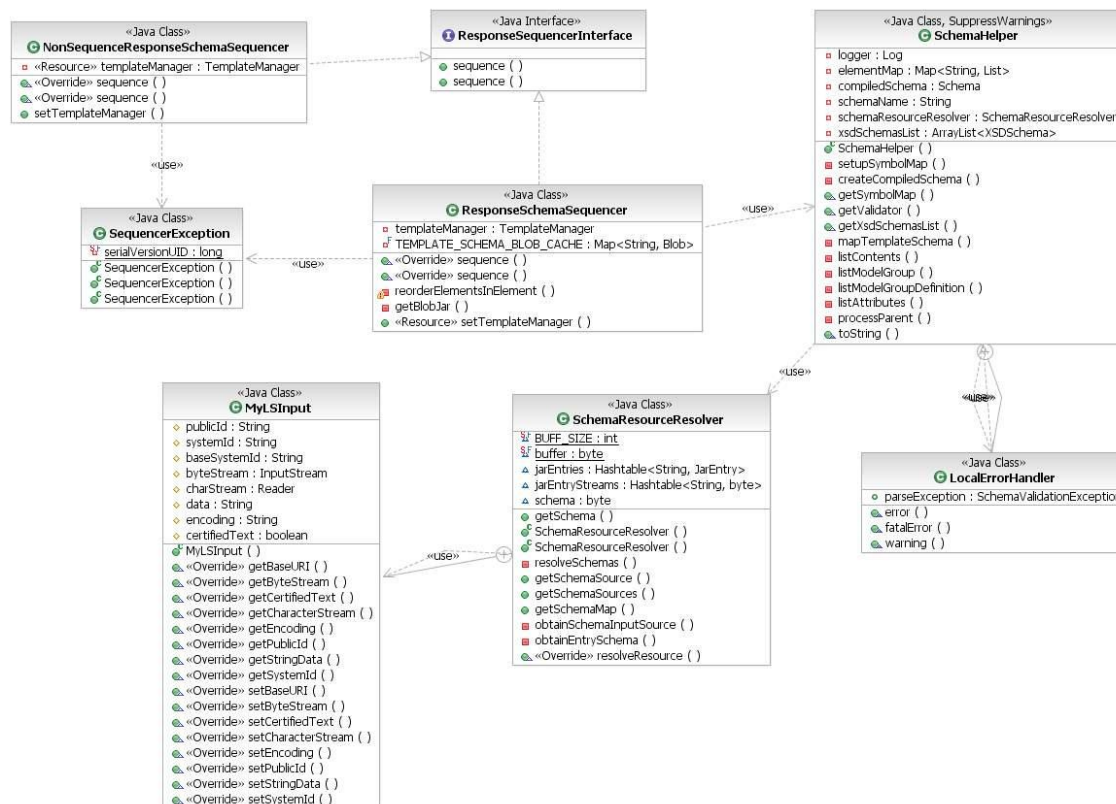 «Java Class»
NonSequenceResponseSchemaSequencer
«Resource» templateManager : TemplateManager
«Override» sequence ( )
«Override» sequence ( )
setTemplateManager ( )
«Java Interface»
ResponseSequencerInterface
sequence ( )
sequence ( )
«Java Class, SuppressWarnings»
SchemaHelper
logger : Log
elementMap : Map<String, List>
compiledSchema : Schema
schemaName : String
schemaResourceResolver : SchemaResourceResolver
xsdSchemasList : ArrayList<XSDSchema>
SchemaHelper ( )
setupSymbolMap ( )
createCompiledSchema ( )
getSymbolMap ( )
getValidator ( )
getXsdSchemasList ( )
mapTemplateSchema ( )
listContents ( )
listModelGroup ( )
listModelGroupDefinition ( )
listAttributes ( )
processParent ( )
toString ( )
«use»
«Java Class»
SequencerException
serialVersionUID : long
SequencerException ( )
SequencerException ( )
SequencerException ( )
«use»
«Java Class»
ResponseSchemaSequencer
templateManager : TemplateManager
TEMPLATE_SCHEMA_BLOB_CACHE : Map<String, Blob>
«Override» sequence ( )
«Override» sequence ( )
reorderElementsInElement ( )
getBlobJar ( )
«Resource» setTemplateManager ( )
«use»
«use»
«use»
«Java Class»
MyLSInput
publicId : String
systemId : String
baseSystemId : String
byteStream : InputStream
charStream : Reader
data : String
encoding : String
certifiedText : boolean
MyLSInput ( )
«Override» getBaseURI ( )
«Override» getByteStream ( )
«Override» getCertifiedText ( )
«Override» getCharacterStream ( )
«Override» getEncoding ( )
«Override» getPublicId ( )
«Override» getStringData ( )
«Override» getSystemId ( )
«Override» setBaseURI ( )
«Override» setByteStream ( )
«Override» setCertifiedText ( )
«Override» setCharacterStream ( )
«Override» setEncoding ( )
«Override» setPublicId ( )
«Override» setStringData ( )
«Override» setSystemId ( )
«use»
«Java Class»
SchemaResourceResolver
BUFF_SIZE : int
buffer : byte
jarEntries : Hashtable<String, JarEntry>
jarEntryStreams : Hashtable<String, byte>
schema : byte
getSchema ( )
SchemaResourceResolver ( )
SchemaResourceResolver ( )
resolveSchemas ( )
getSchemaSource ( )
getSchemaSources ( )
getSchemaMap ( )
obtainSchemaInputSource ( )
obtainEntrySchema ( )
«Override» resolveResource ( )
«Java Class»
LocalErrorHandler
parseException : SchemaValidationException
error ( )
fatalError ( )
warning ( )